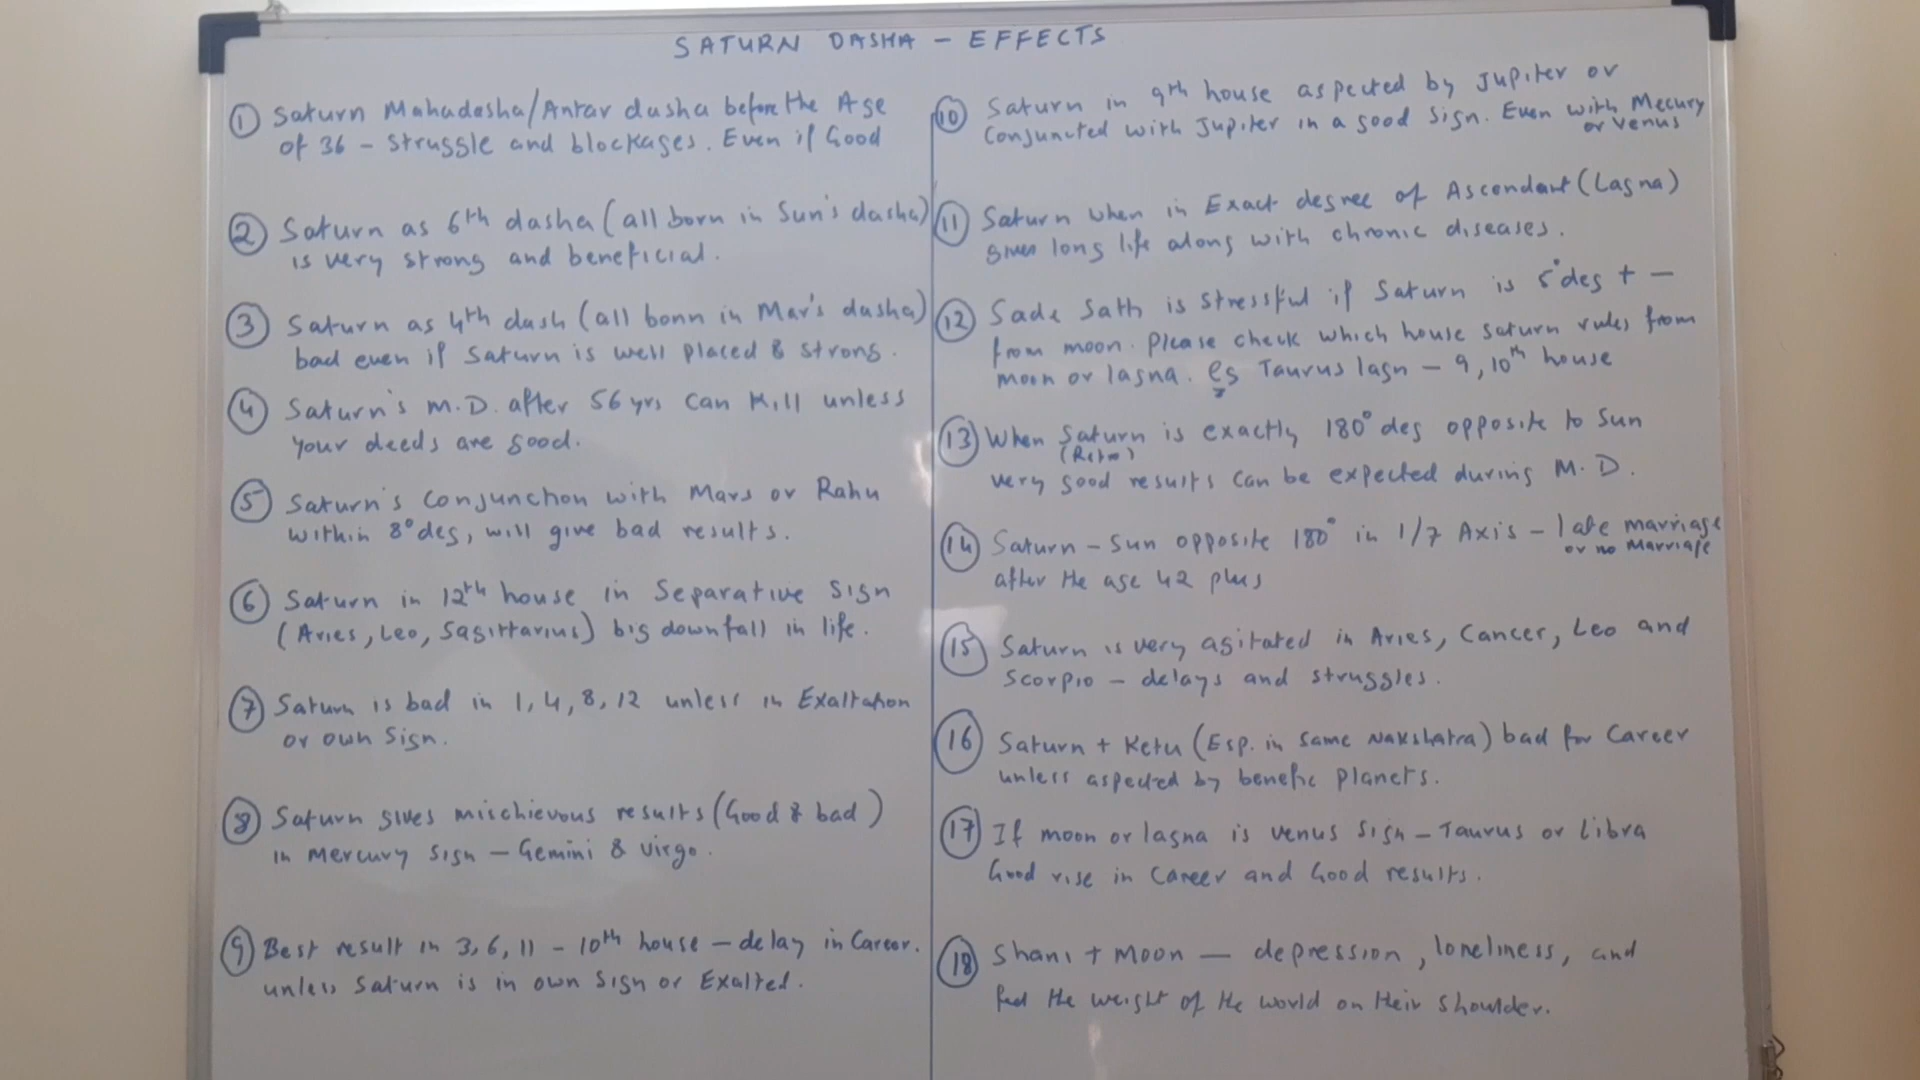 SATURN DASHA - EFFECTS
① Saturn Mahadasha/Antar dasha before the Age
of 36 - Struggle and blockages. Even if Good
② Saturn as 6th dasha (all born in Sun's dasha)
is very strong and beneficial.
③ Saturn as 4th dash (all bonn in Mar's dasha)
bad even if Saturn is well placed & strong.
④ Saturn's M.D. after 56 yrs can kill unless
your deeds are good.
⑤ Saturn's conjunction with Mars or Rahu
within 8° deg, will give bad results.
⑥ Saturn in 12th house in Separative Sign
(Aries, Leo, Sagittarius) big downfall in life.
⑦ Saturn is bad in 1, 4, 8, 12 unless in Exaltation
or own Sign.
⑧ Saturn gives mischievous results (Good & bad)
in Mercury Sign - Gemini & Virgo.
⑨ Best result in 3, 6, 11 - 10th house - delay in Career.
unless Saturn is in own Sign or Exalted.
⑩ Saturn in 9th house aspected by Jupiter or
Conjuncted with Jupiter in a good sign. Even with Mecury
or Venus
⑪ Saturn when in Exact degree of Ascendant (Lagna)
gives long life along with chronic diseases.
⑫ Sade Sath is Stressful if Saturn is 5° deg + -
from moon. Please check which house saturn rules from
moon or lagna. eg Taurus lagn - 9, 10th house
⑬ When Saturn is exactly 180° deg opposite to Sun
(Retro)
very good results can be expected during M.D.
⑭ Saturn - Sun opposite 180° in 1/7 Axis - late marriage
or no Marriage
after the age 42 plus
⑮ Saturn is very agitated in Aries, Cancer, Leo and
Scorpio - delays and struggles.
⑯ Saturn + Ketu (Esp. in same Nakshatra) bad for Career
unless aspected by benefic planets.
⑰ If moon or lagna is Venus Sign - Taurus or Libra
Good rise in Career and Good results.
⑱ Shani + Moon - depression, loneliness, and
feel the weight of the world on their shoulder.